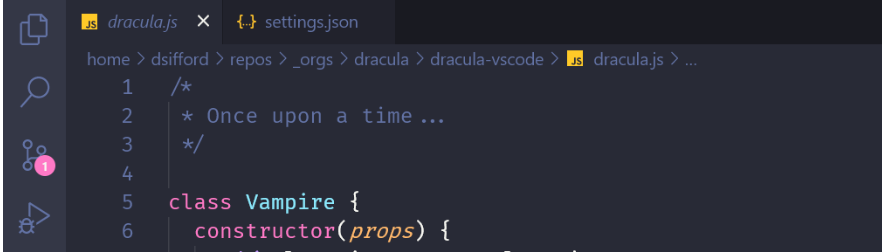 JS dracula.js × {..} settings.json
home > dsifford > repos > _orgs > dracula > dracula-vscode > JS dracula.js > ...
1 /*
2 * Once upon a time...
3 */
4
1
5 class Vampire {
6 constructor(props) {